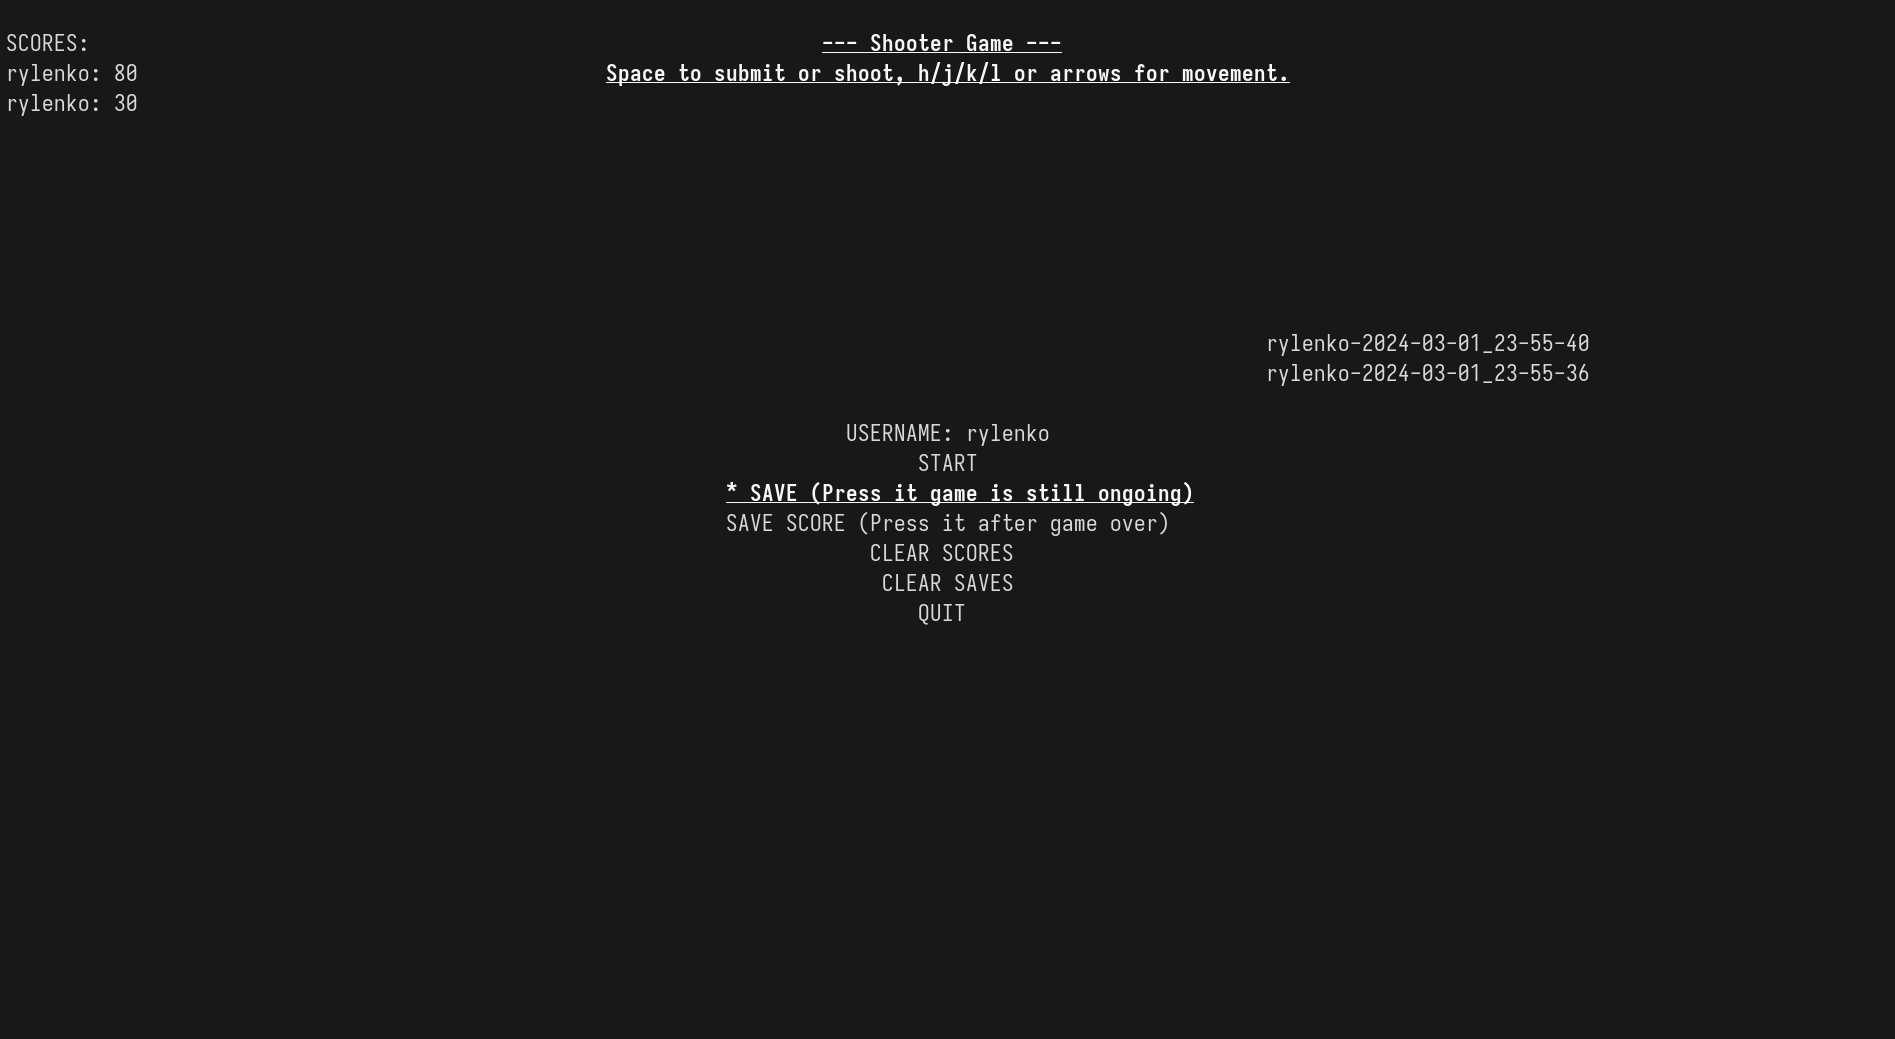 SCORES:
rylenko: 80
rylenko: 30
--- Shooter Game ---
Space to submit or shoot, h/j/k/l or arrows for movement.
rylenko-2024-03-01_23-55-40
rylenko-2024-03-01_23-55-36
USERNAME: rylenko
START
* SAVE (Press it game is still ongoing)
SAVE SCORE (Press it after game over)
CLEAR SCORES
CLEAR SAVES
QUIT